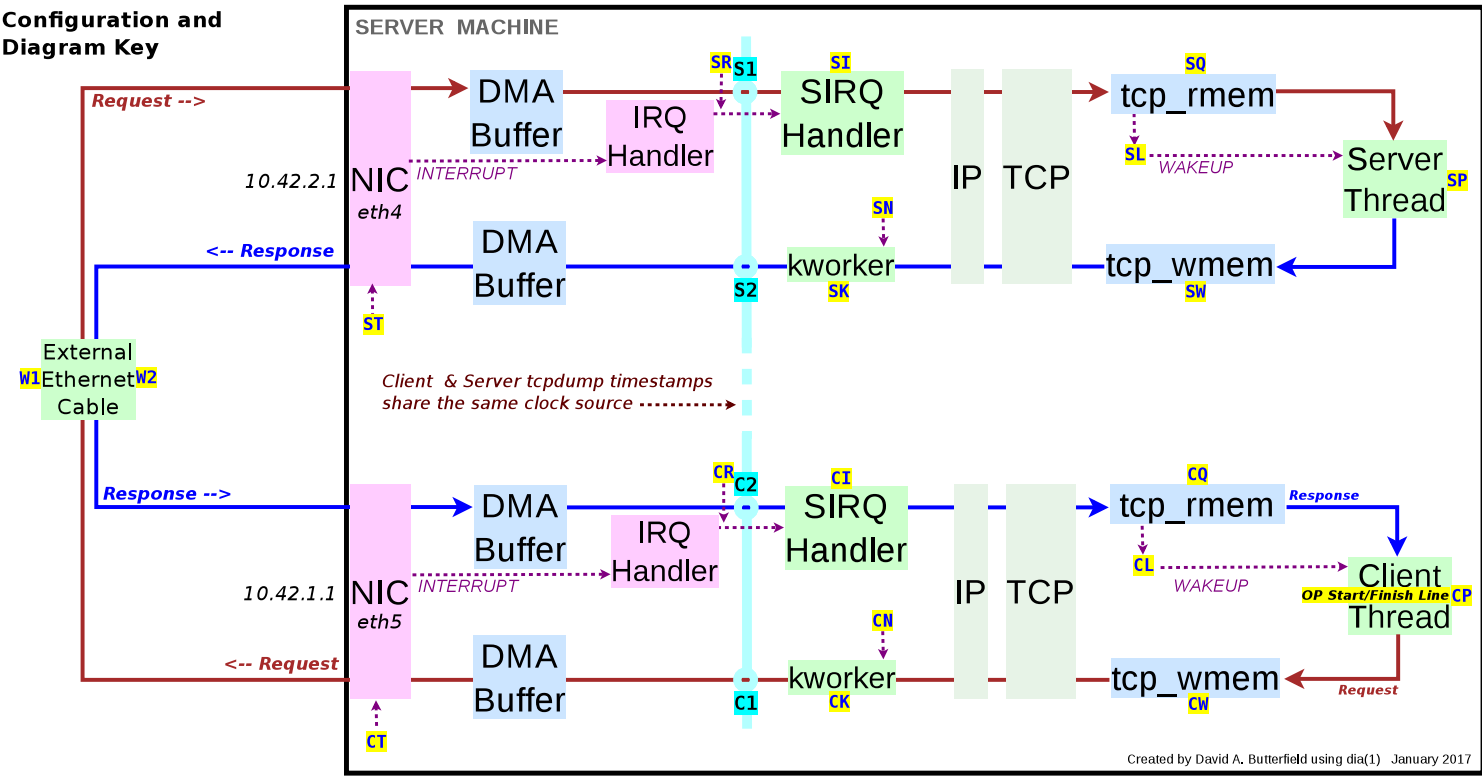 Configuration and
Diagram Key
SERVER MACHINE
Request -->
DMA
Buffer
IRQ
Handler
SR
S1
SI
SIRQ
Handler
SQ
tcp_rmem
SL
WAKEUP
Server
Thread
SP
10.42.2.1
NIC
eth4
INTERRUPT
IP
TCP
<-- Response
DMA
Buffer
S2
SN
kworker
SK
tcp_wmem
SW
ST
W1
External
Ethernet
Cable
W2
Client & Server tcpdump timestamps
share the same clock source
Response -->
DMA
Buffer
IRQ
Handler
CR
C2
CI
SIRQ
Handler
CQ
tcp_rmem
Response
CL
WAKEUP
Client
OP Start/Finish Line
CP
Thread
10.42.1.1
NIC
eth5
INTERRUPT
IP
TCP
<-- Request
DMA
Buffer
C1
CN
kworker
CK
tcp_wmem
CW
Request
CT
Created by David A. Butterfield using dia(1) January 2017